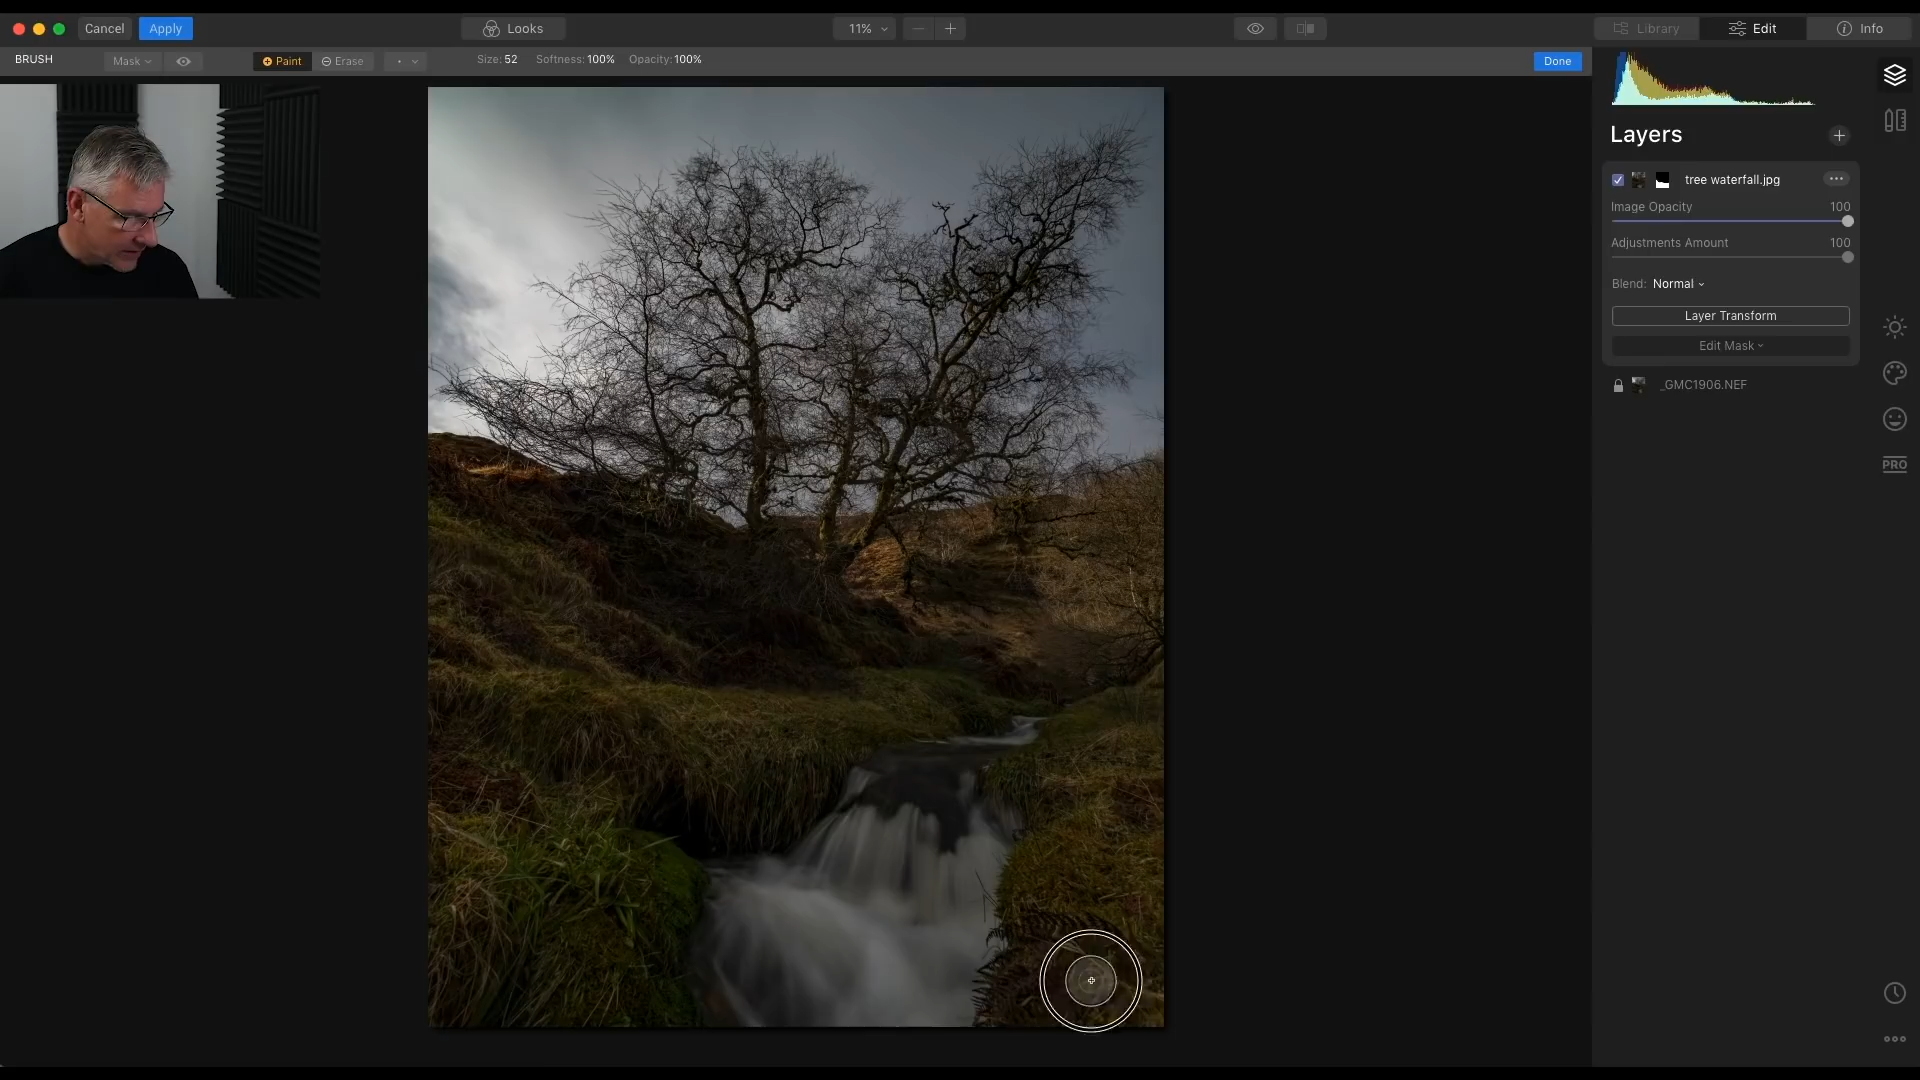 Cancel Apply Looks 11% Library Edit Info
BRUSH Mask Paint Erase Size: 52 Softness: 100% Opacity: 100% Done
Layers
tree waterfall.jpg
Image Opacity 100
Adjustments Amount 100
Blend: Normal
Layer Transform
Edit Mask
_GMC1906.NEF
PRO